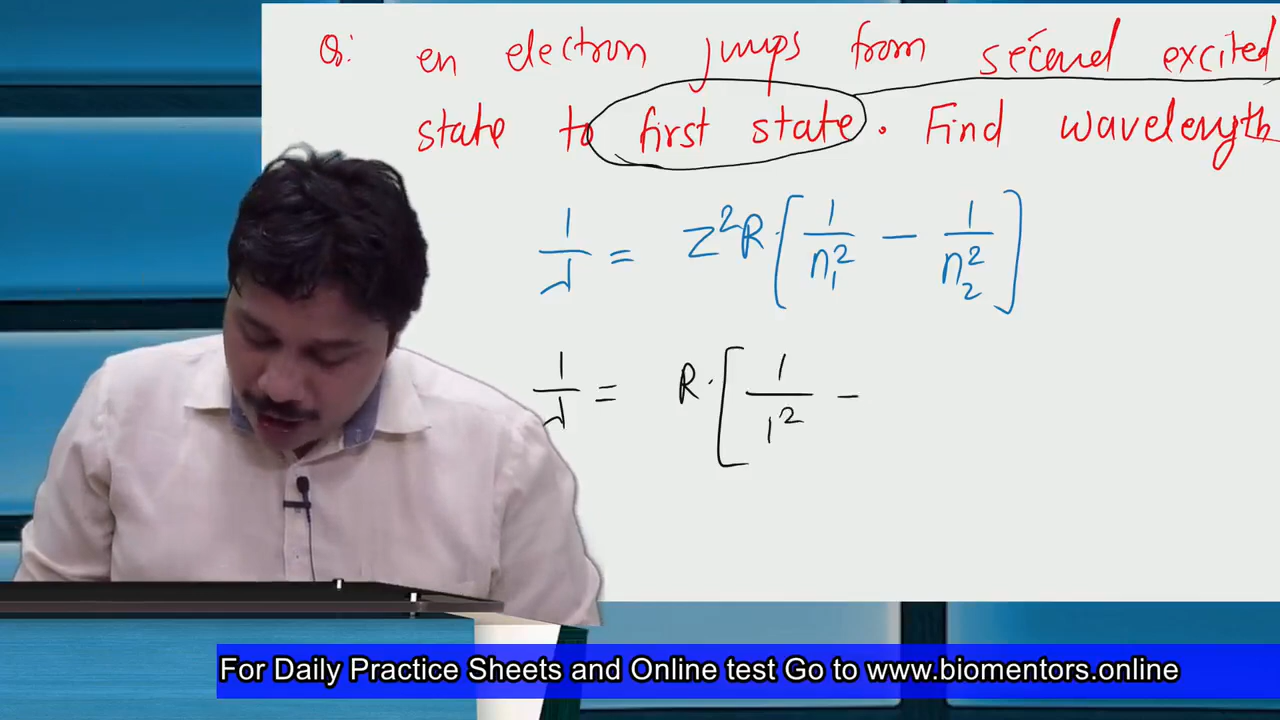 Q: en electron jumps from second excited
state to first state. Find wavelength
1/λ = Z²R·[1/n₁² - 1/n₂²]
1/λ = R·[1/1² -
For Daily Practice Sheets and Online test Go to www.biomentors.online